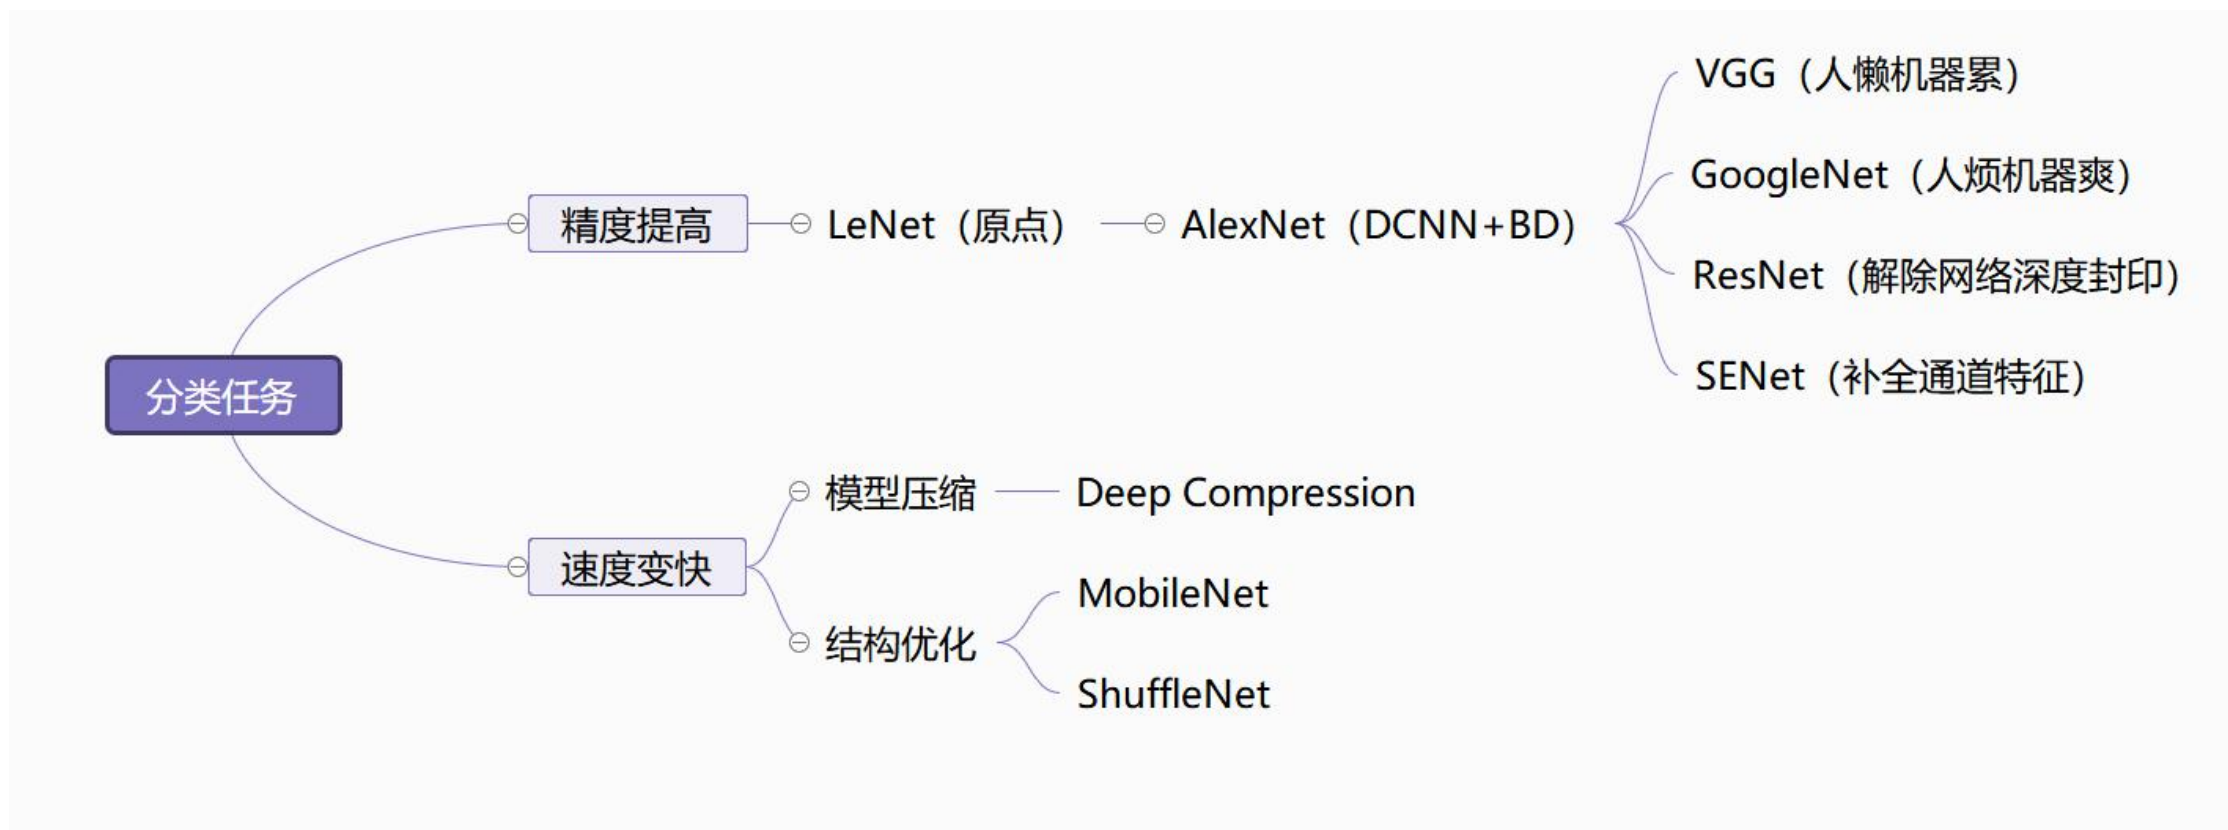 分类任务
精度提高
LeNet（原点）
AlexNet（DCNN+BD）
VGG（人懒机器累）
GoogleNet（人烦机器爽）
ResNet（解除网络深度封印）
SENet（补全通道特征）
速度变快
模型压缩
Deep Compression
结构优化
MobileNet
ShuffleNet